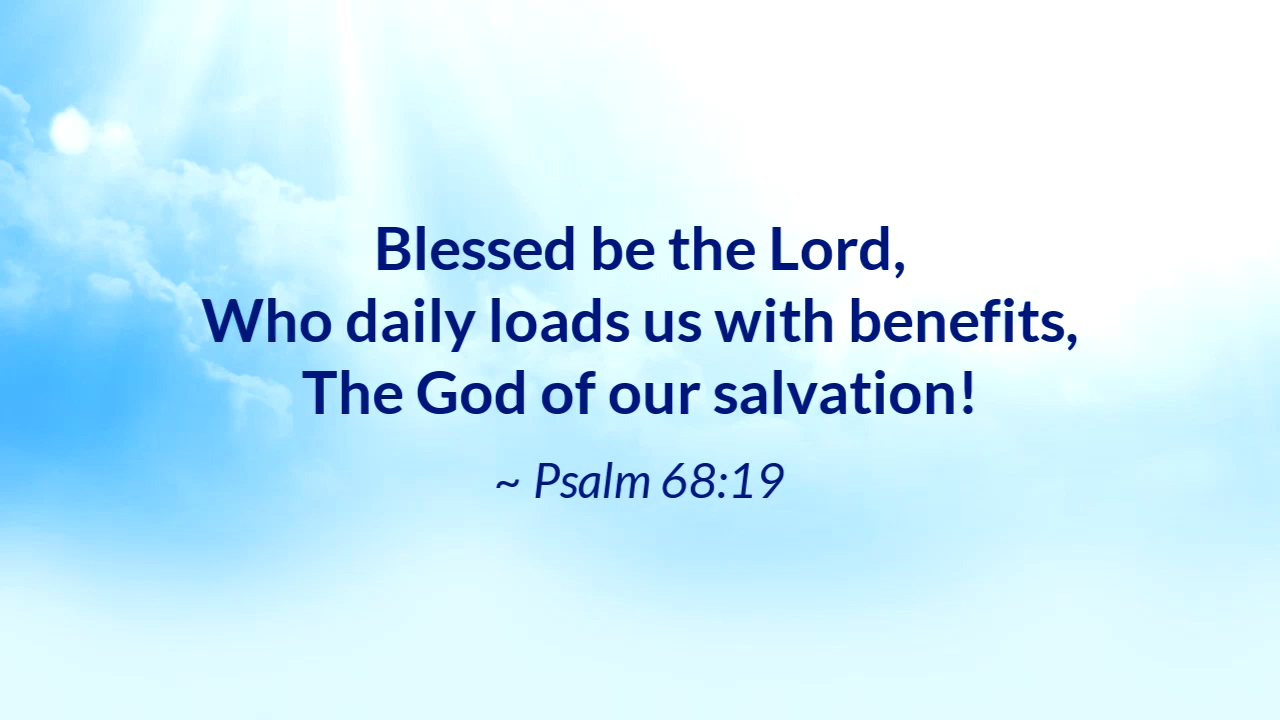 Blessed be the Lord,
Who daily loads us with benefits,
The God of our salvation!
~ Psalm 68:19